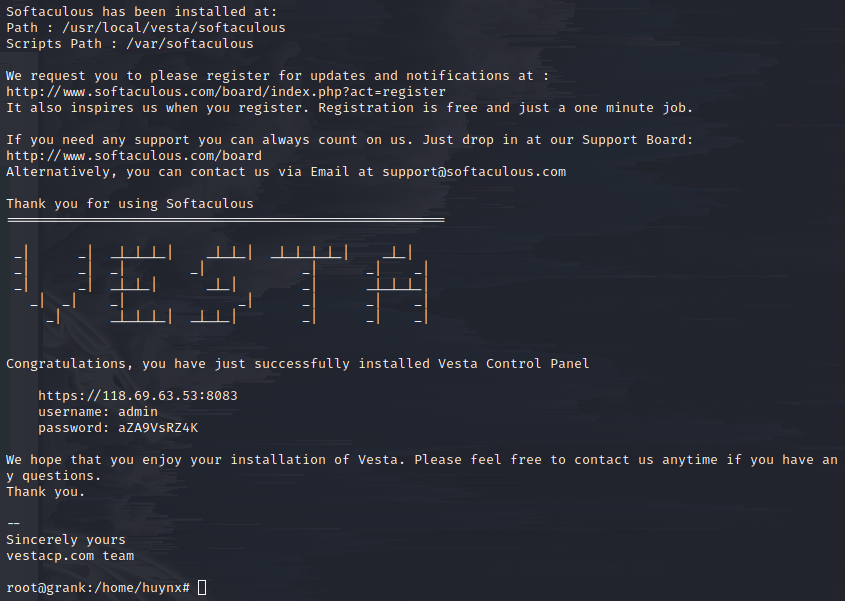 Softaculous has been installed at:
Path : /usr/local/vesta/softaculous
Scripts Path : /var/softaculous
We request you to please register for updates and notifications at :
http://www.softaculous.com/board/index.php?act=register
It also inspires us when you register. Registration is free and just a one minute job.
If you need any support you can always count on us. Just drop in at our Support Board:
http://www.softaculous.com/board
Alternatively, you can contact us via Email at support@softaculous.com
Thank you for using Softaculous
VESTA
Congratulations, you have just successfully installed Vesta Control Panel
https://118.69.63.53:8083
username: admin
password: aZA9VsRZ4K
We hope that you enjoy your installation of Vesta. Please feel free to contact us anytime if you have an
y questions.
Thank you.
--
Sincerely yours
vestacp.com team
root@grank:/home/huynx#